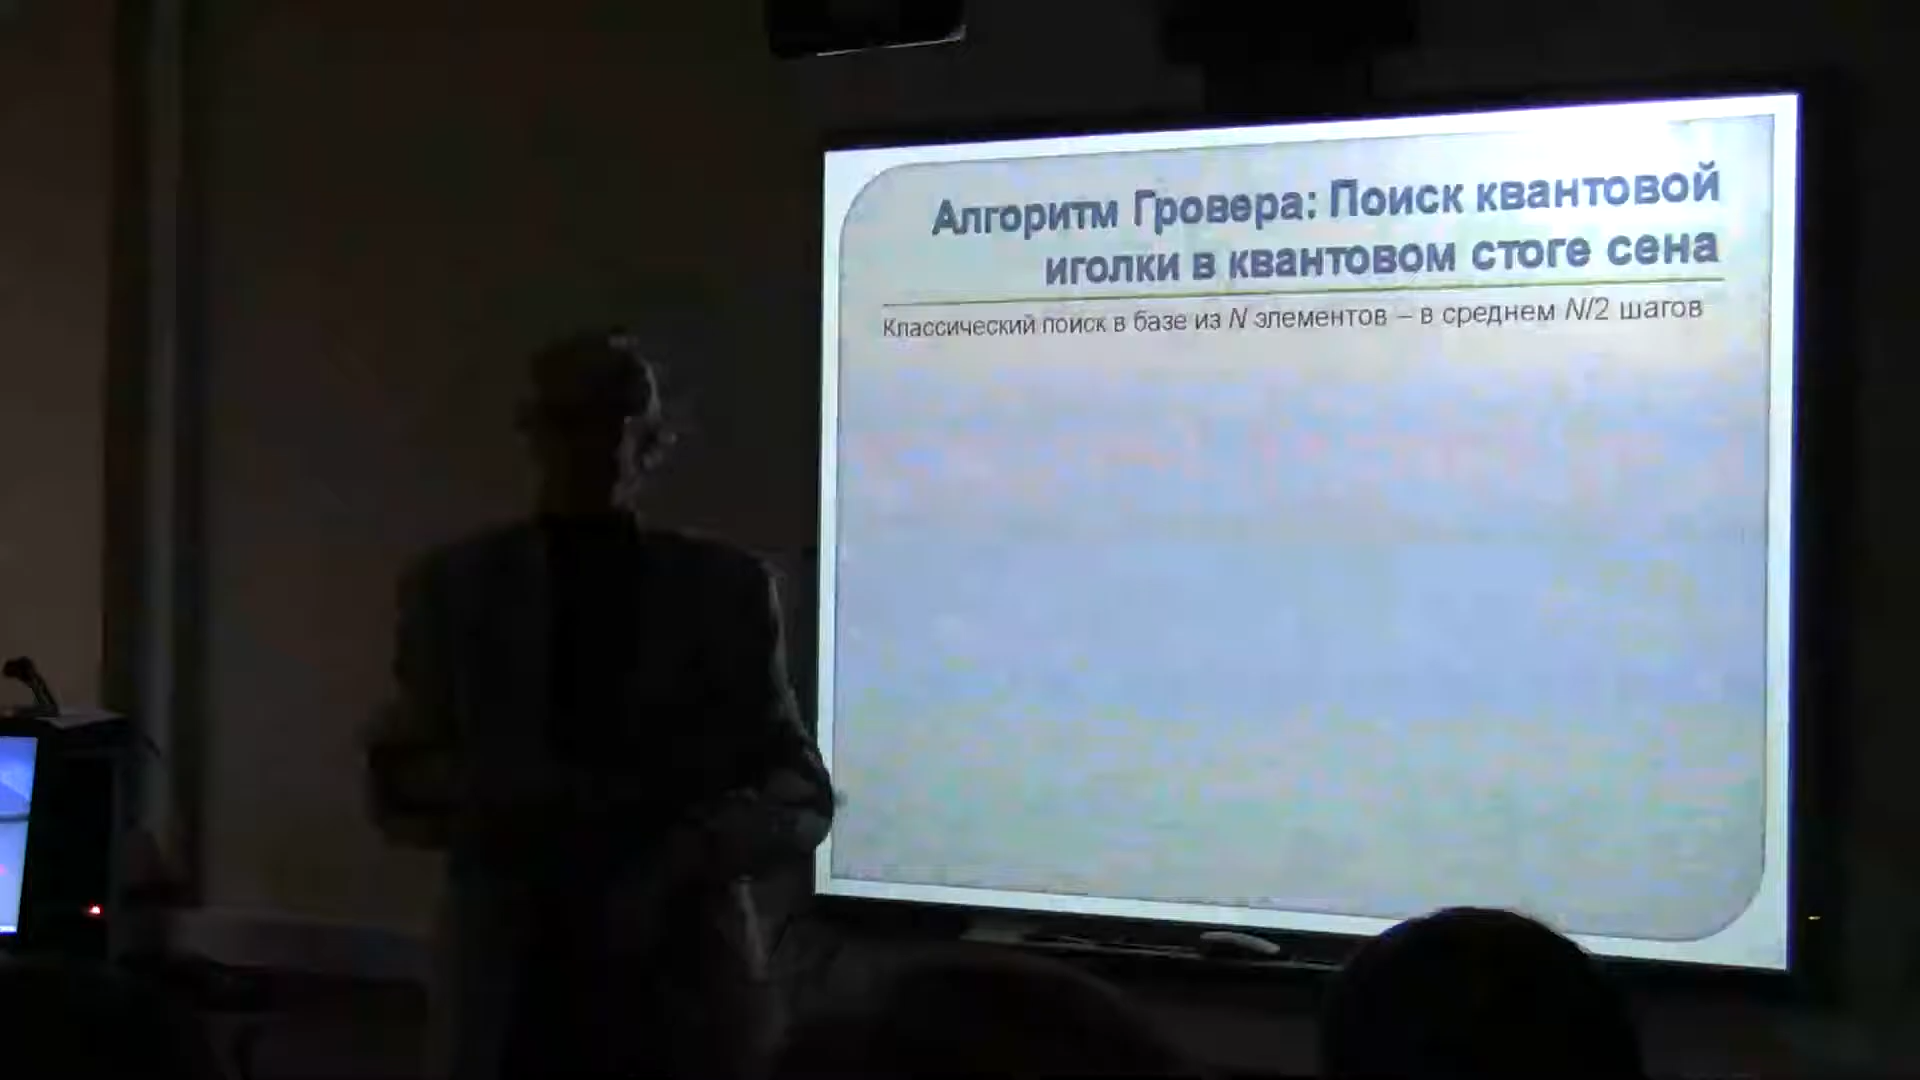 Алгоритм Гровера: Поиск квантовой
иголки в квантовом стоге сена
Классический поиск в базе из N элементов – в среднем N/2 шагов